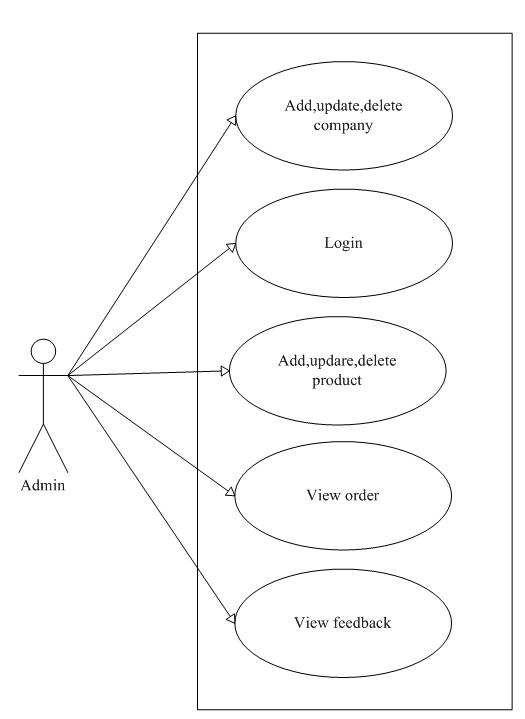 Add,update,delete
company
Login
Add,updare,delete
product
Admin
View order
View feedback